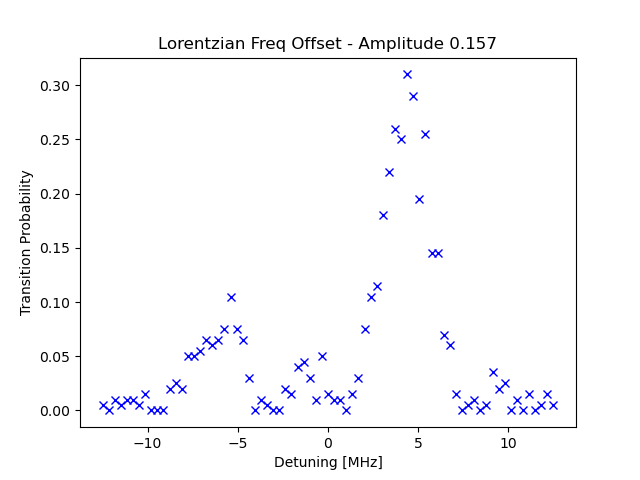 Lorentzian Freq Offset - Amplitude 0.157
Transition Probability
0.30
0.25
0.20
0.15
0.10
0.05
0.00
−10 −5 0 5 10
Detuning [MHz]